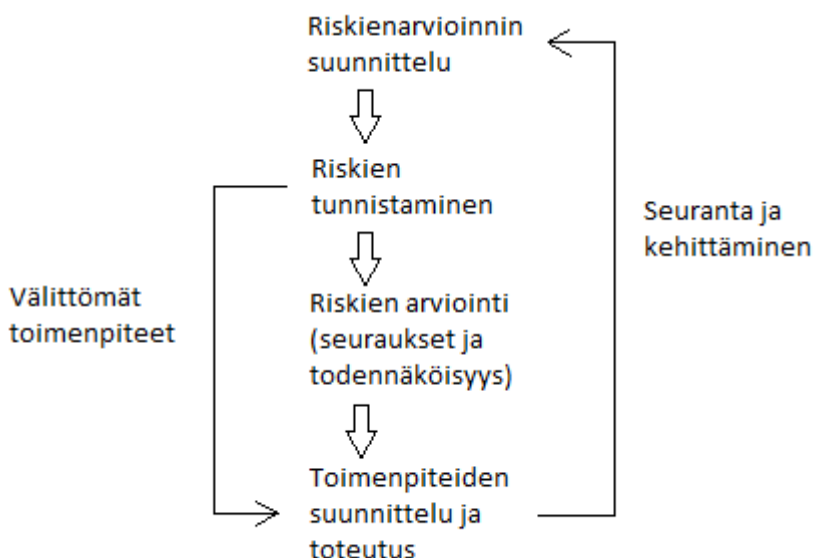 Riskienarvioinnin
suunnittelu
Riskien
tunnistaminen
Seuranta ja
kehittäminen
Välittömät
toimenpiteet
Riskien arviointi
(seuraukset ja
todennäköisyys)
Toimenpiteiden
suunnittelu ja
toteutus